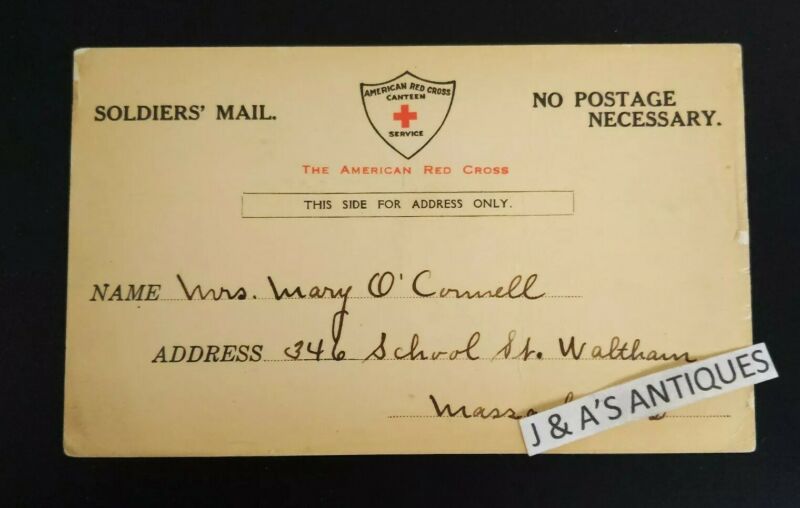 SOLDIERS' MAIL.
AMERICAN RED CROSS
CANTEEN
SERVICE
NO POSTAGE
NECESSARY.
THE AMERICAN RED CROSS
THIS SIDE FOR ADDRESS ONLY.
NAME Mrs. Mary O'Connell
ADDRESS 346 School St. Waltham
J & A'S ANTIQUES